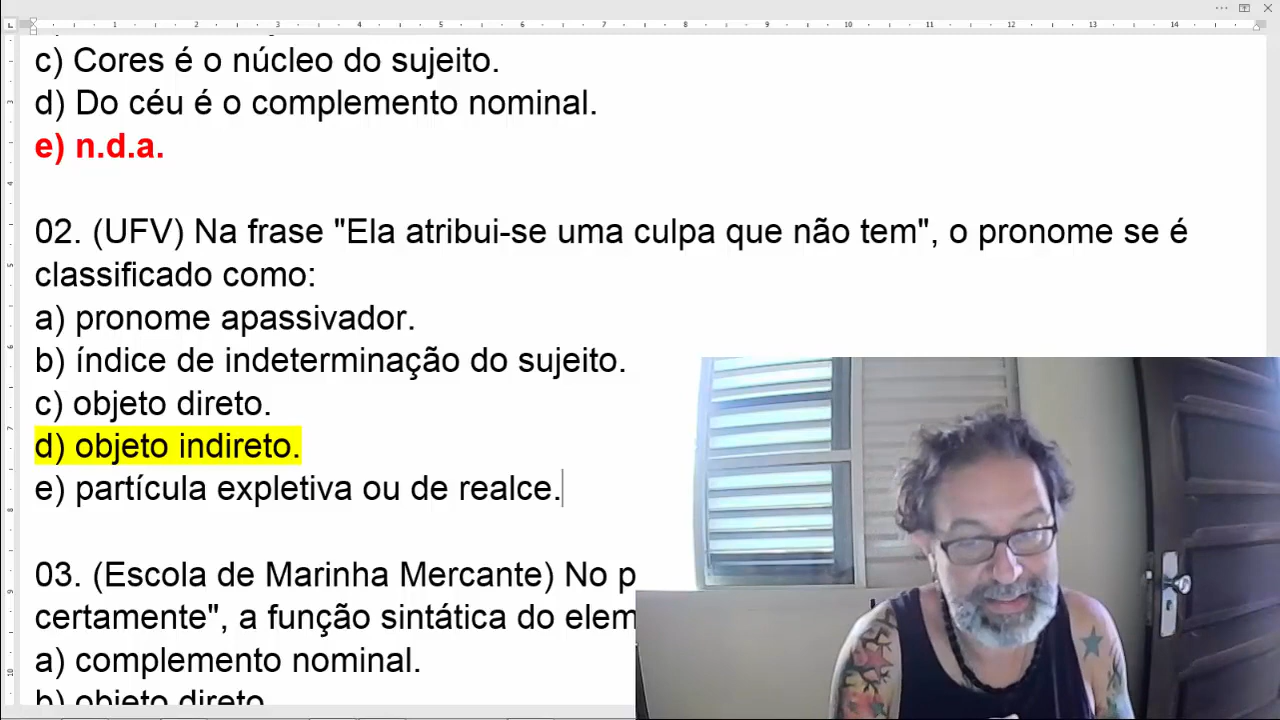 c) Cores é o núcleo do sujeito.
d) Do céu é o complemento nominal.
e) n.d.a.
02. (UFV) Na frase "Ela atribui-se uma culpa que não tem", o pronome se é
classificado como:
a) pronome apassivador.
b) índice de indeterminação do sujeito.
c) objeto direto.
d) objeto indireto.
e) partícula expletiva ou de realce.
03. (Escola de Marinha Mercante) No
certamente", a função sintática do
a) complemento nominal.
b) objeto direto